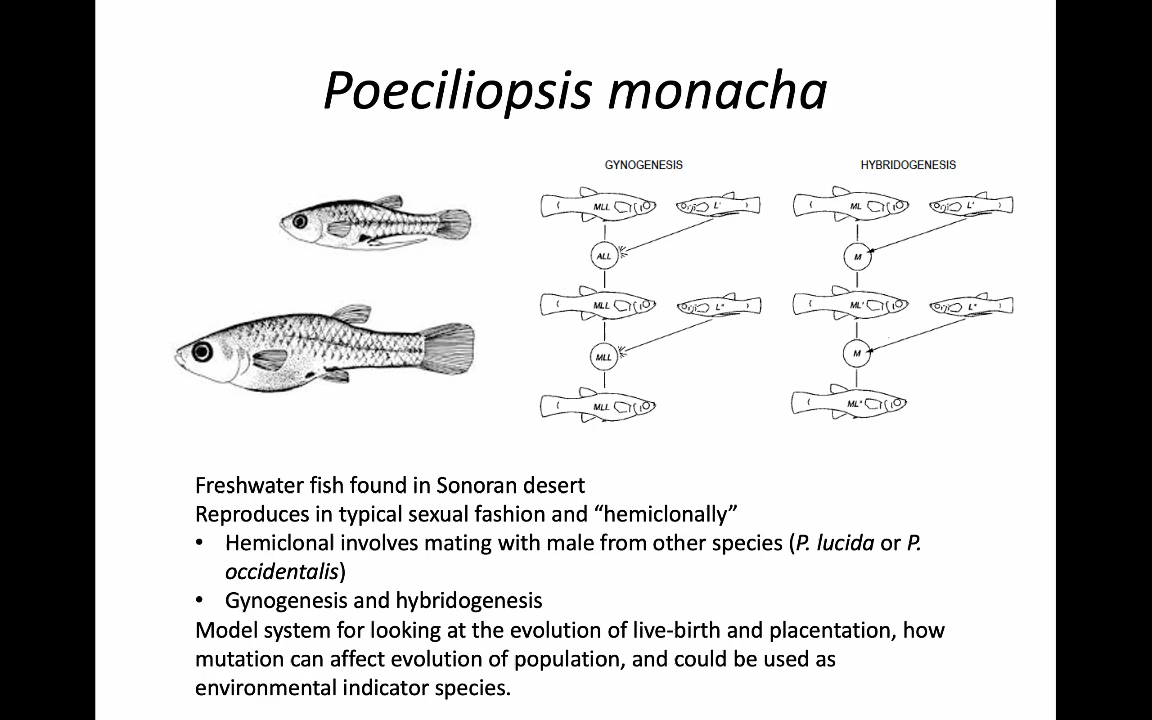 Poeciliopsis monacha
GYNOGENESIS
HYBRIDOGENESIS
MLL
L'
ML
L'
ALL
M
MLL
L"
ML'
L"
MLL
M
MLL
ML"
Freshwater fish found in Sonoran desert
Reproduces in typical sexual fashion and “hemiclonally”
• Hemiclonal involves mating with male from other species (P. lucida or P.
occidentalis)
• Gynogenesis and hybridogenesis
Model system for looking at the evolution of live-birth and placentation, how
mutation can affect evolution of population, and could be used as
environmental indicator species.